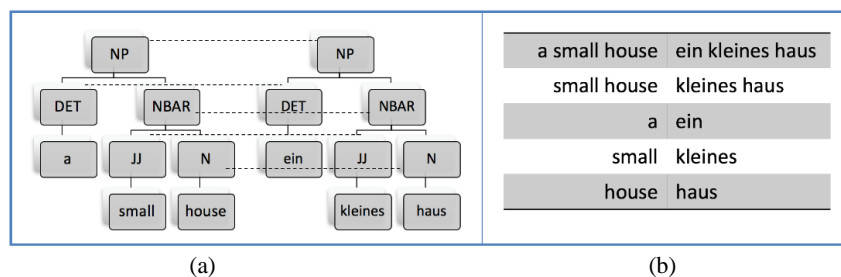 NP NP
DET NBAR DET NBAR
a JJ N ein JJ N
small house kleines haus
a small house ein kleines haus
small house kleines haus
a ein
small kleines
house haus
(a) (b)